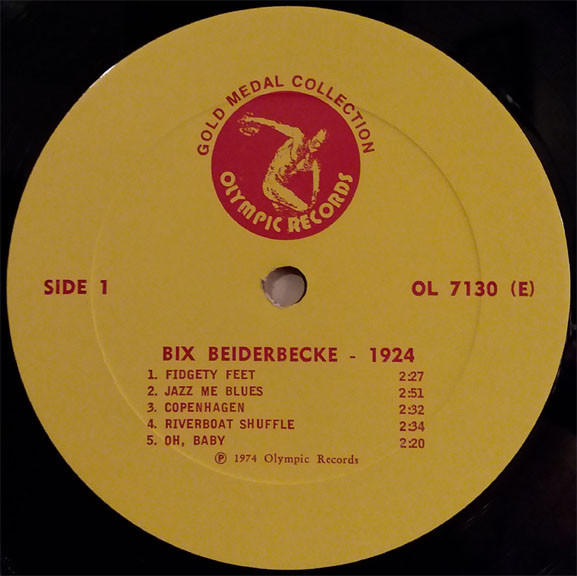 GOLD MEDAL COLLECTION
OLYMPIC RECORDS
SIDE 1
OL 7130 (E)
BIX BEIDERBECKE - 1924
1. FIDGETY FEET 2:27
2. JAZZ ME BLUES 2:51
3. COPENHAGEN 2:32
4. RIVERBOAT SHUFFLE 2:34
5. OH, BABY 2:20
℗ 1974 Olympic Records